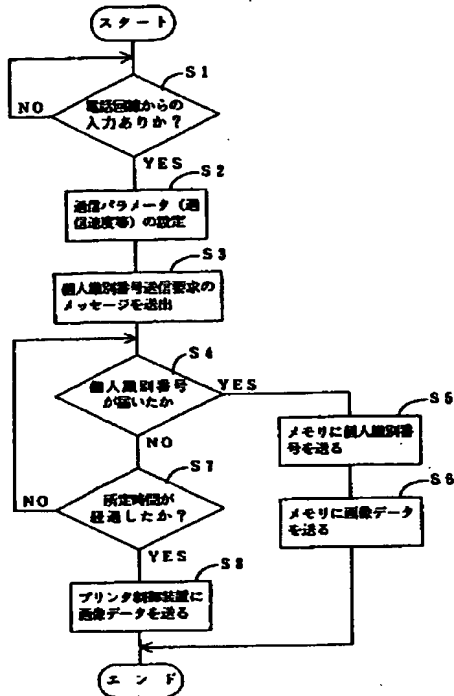 スタート
S1
電話回線からの
入力ありか?
NO
YES
S2
通信パラメータ(通
信速度等)の設定
S3
個人識別番号送信要求の
メッセージを送出
S4
個人識別番号
が届いたか
YES
NO
S5
メモリに個人識別番
号を送る
S6
メモリに画像データ
を送る
S7
所定時間が
経過したか?
NO
YES
S8
プリンタ制御装置に
画像データを送る
エンド